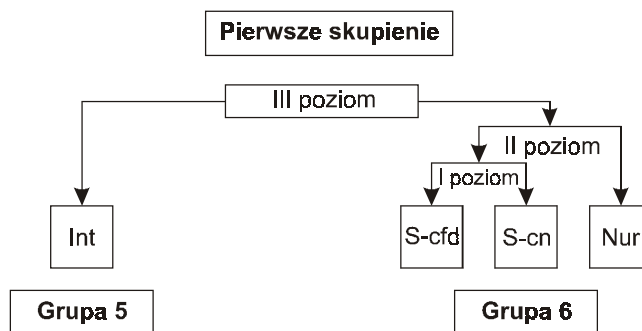 Pierwsze skupienie
III poziom
II poziom
I poziom
Int
S-cfd
S-cn
Nur
Grupa 5
Grupa 6